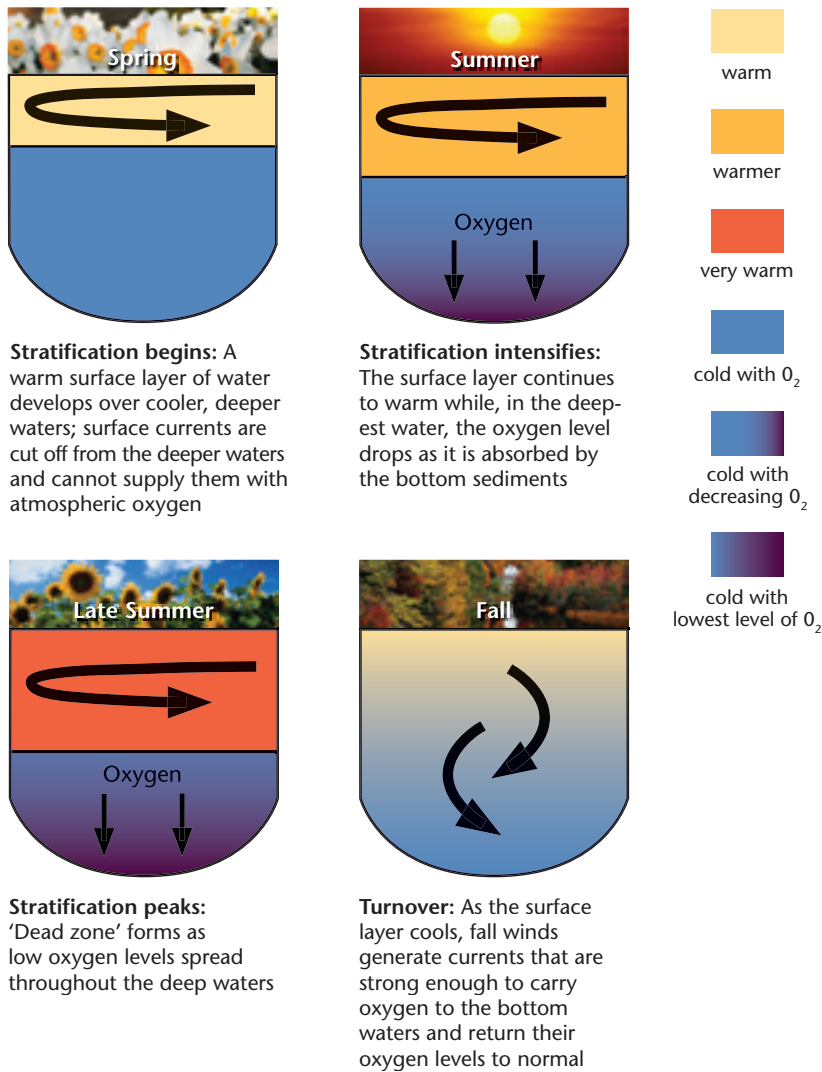 Spring
Stratification begins: A
warm surface layer of water
develops over cooler, deeper
waters; surface currents are
cut off from the deeper waters
and cannot supply them with
atmospheric oxygen
Summer
Oxygen
Stratification intensifies:
The surface layer continues
to warm while, in the deep-
est water, the oxygen level
drops as it is absorbed by
the bottom sediments
Late Summer
Oxygen
Stratification peaks:
‘Dead zone’ forms as
low oxygen levels spread
throughout the deep waters
Fall
Turnover: As the surface
layer cools, fall winds
generate currents that are
strong enough to carry
oxygen to the bottom
waters and return their
oxygen levels to normal
warm
warmer
very warm
cold with 0₂
cold with
decreasing 0₂
cold with
lowest level of 0₂